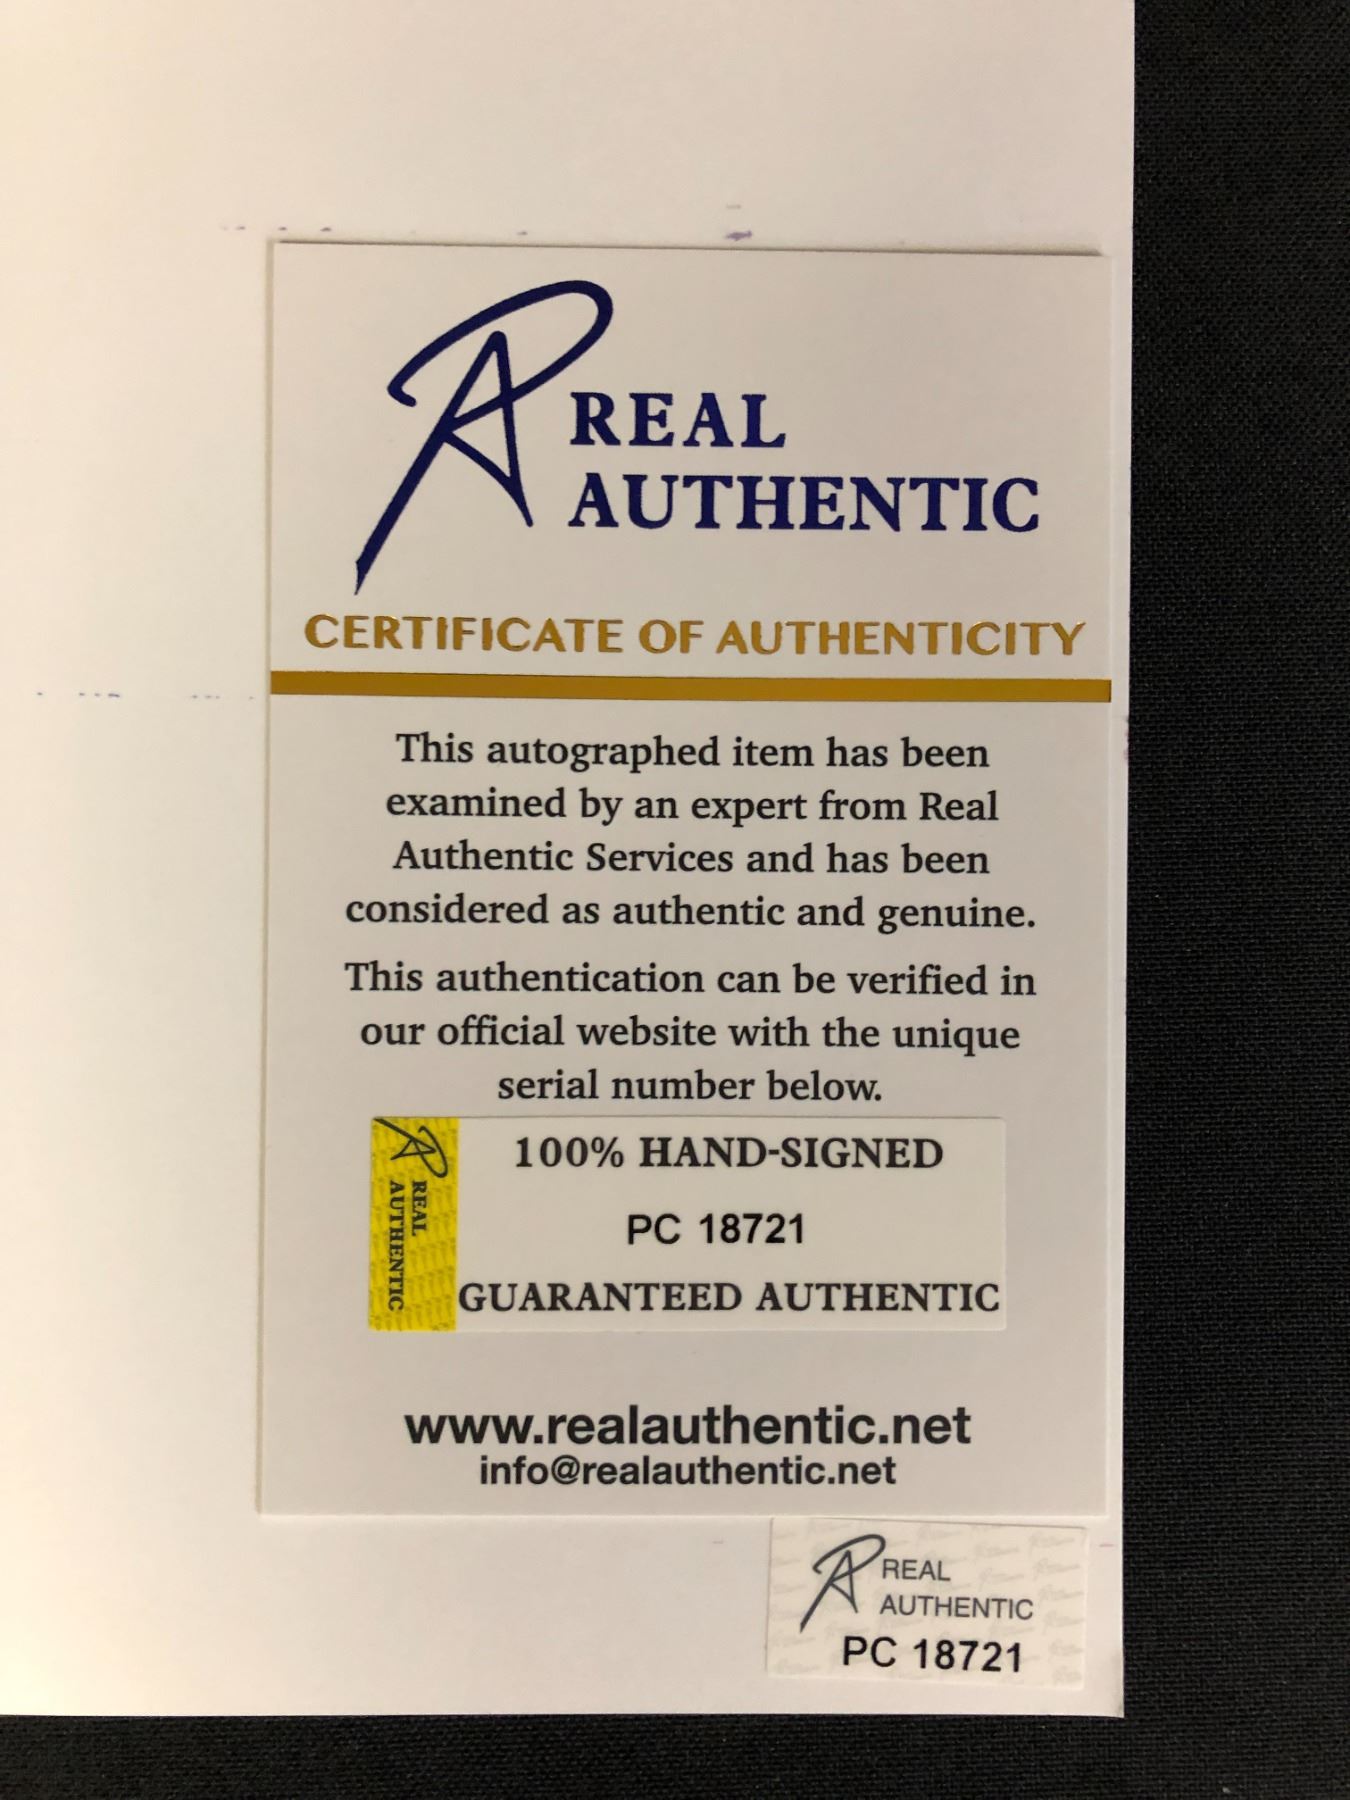 REAL
AUTHENTIC
CERTIFICATE OF AUTHENTICITY
This autographed item has been
examined by an expert from Real
Authentic Services and has been
considered as authentic and genuine.
This authentication can be verified in
our official website with the unique
serial number below.
REAL
AUTHENTIC
100% HAND-SIGNED
PC 18721
GUARANTEED AUTHENTIC
www.realauthentic.net
info@realauthentic.net
REAL
AUTHENTIC
PC 18721